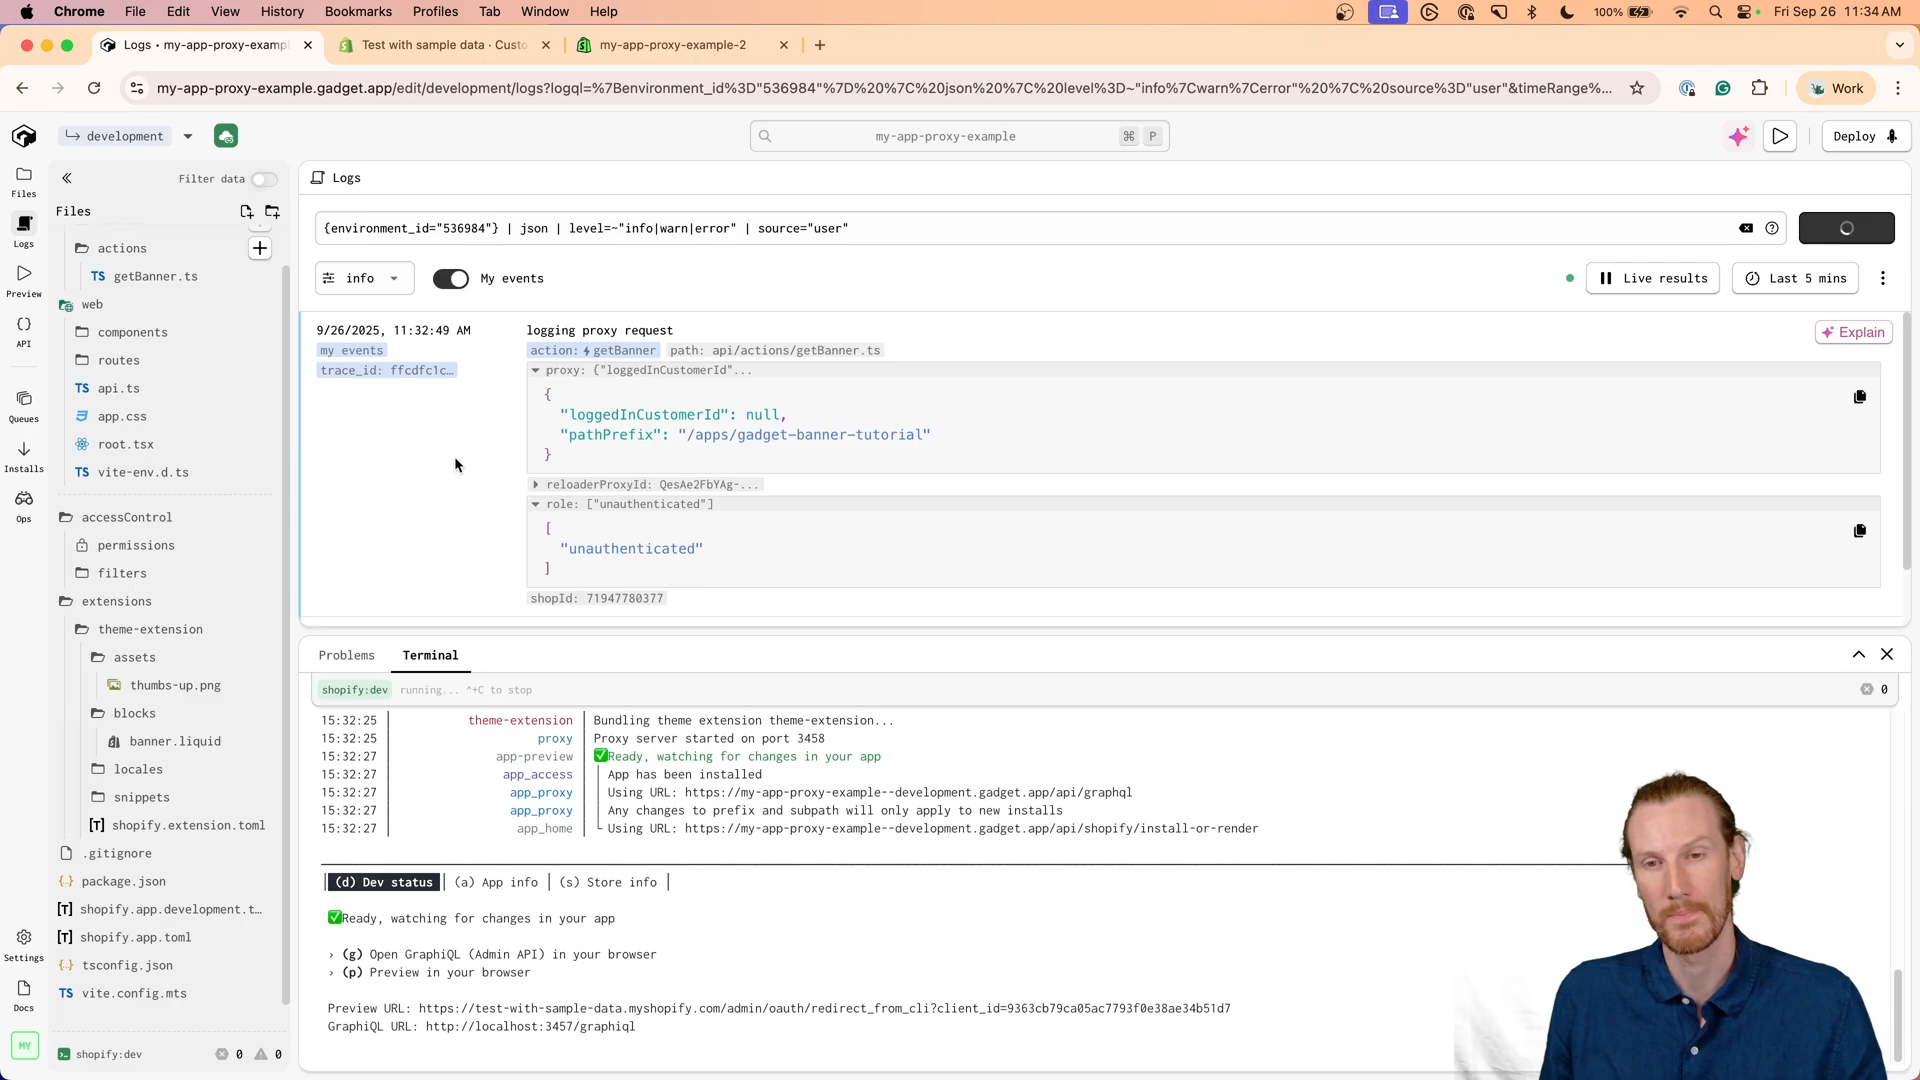 Chrome File Edit View History Bookmarks Profiles Tab Window Help 100% Fri Sep 26 11:34 AM
Logs • my-app-proxy-exampl
Test with sample data · Custo
my-app-proxy-example-2
my-app-proxy-example.gadget.app/edit/development/logs?logql=%7Benvironment_id%3D"536984"%7D%20%7C%20json%20%7C%20level%3D~"info%7Cwarn%7Cerror"%20%7C%20source%3D"user"&timeRange%...
Work
development
my-app-proxy-example
⌘ P
Deploy
Files
Logs
Preview
API
Queues
Installs
Ops
Settings
Docs
MY
Filter data
Files
actions
TS getBanner.ts
web
components
routes
TS api.ts
app.css
root.tsx
TS vite-env.d.ts
accessControl
permissions
filters
extensions
theme-extension
assets
thumbs-up.png
blocks
banner.liquid
locales
snippets
[T] shopify.extension.toml
.gitignore
package.json
[T] shopify.app.development.t...
[T] shopify.app.toml
tsconfig.json
TS vite.config.mts
shopify:dev 0 0
Logs
{environment_id="536984"} | json | level=~"info|warn|error" | source="user"
info
My events
Live results
Last 5 mins
9/26/2025, 11:32:49 AM
my events
trace_id: ffcdfc1c…
logging proxy request
Explain
action: getBanner path: api/actions/getBanner.ts
proxy: {"loggedInCustomerId"...
{
"loggedInCustomerId": null,
"pathPrefix": "/apps/gadget-banner-tutorial"
}
reloaderProxyId: QesAe2FbYAg-...
role: ["unauthenticated"]
[
"unauthenticated"
]
shopId: 71947780377
Problems
Terminal
shopify:dev running... ^+C to stop 0
15:32:25 │ theme-extension │ Bundling theme extension theme-extension...
15:32:25 │ proxy │ Proxy server started on port 3458
15:32:27 │ app-preview │ ✅Ready, watching for changes in your app
15:32:27 │ app_access │ │ App has been installed
15:32:27 │ app_proxy │ │ Using URL: https://my-app-proxy-example--development.gadget.app/api/graphql
15:32:27 │ app_proxy │ │ Any changes to prefix and subpath will only apply to new installs
15:32:27 │ app_home │ └ Using URL: https://my-app-proxy-example--development.gadget.app/api/shopify/install-or-render
│ (d) Dev status │ (a) App info │ (s) Store info │
✅Ready, watching for changes in your app
› (g) Open GraphiQL (Admin API) in your browser
› (p) Preview in your browser
Preview URL: https://test-with-sample-data.myshopify.com/admin/oauth/redirect_from_cli?client_id=9363cb79ca05ac7793f0e38ae34b51d7
GraphiQL URL: http://localhost:3457/graphiql